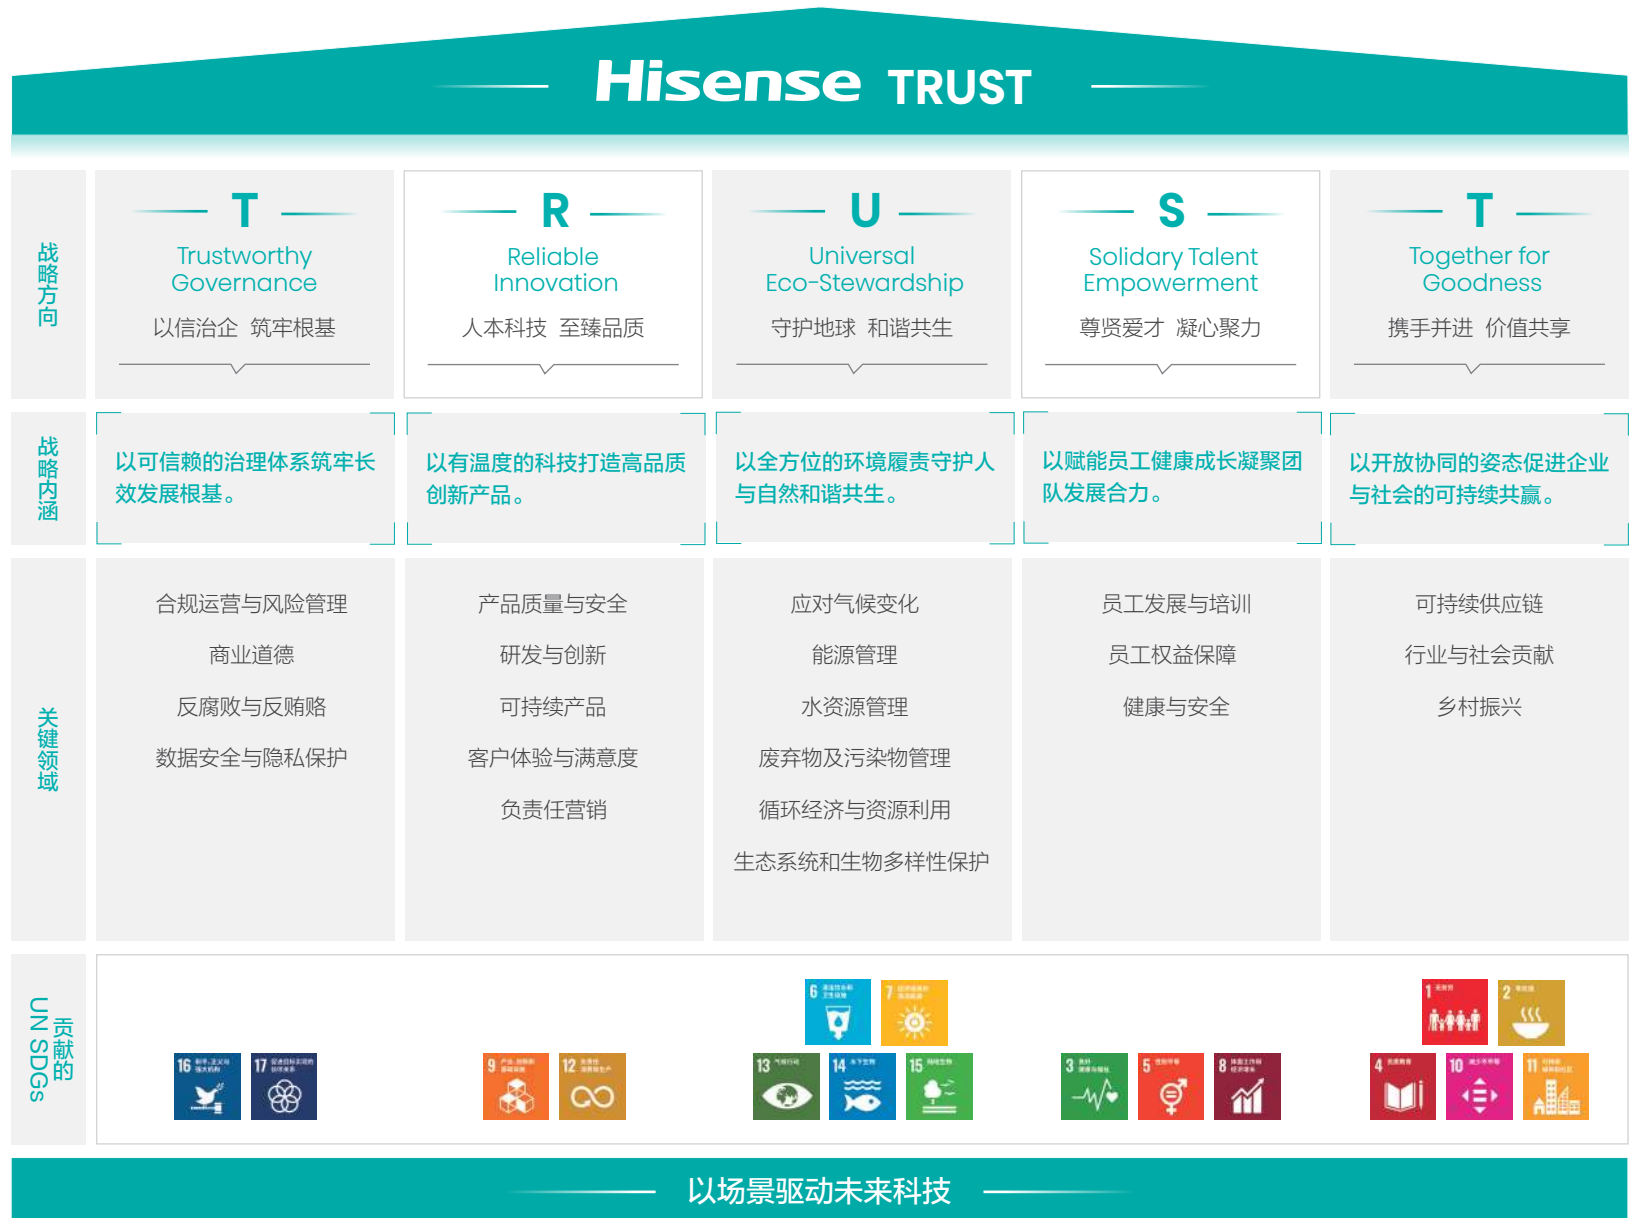 Hisense TRUST
战略方向
T
Trustworthy
Governance
以信治企 筑牢根基
R
Reliable
Innovation
人本科技 至臻品质
U
Universal
Eco-Stewardship
守护地球 和谐共生
S
Solidary Talent
Empowerment
尊贤爱才 凝心聚力
T
Together for
Goodness
携手并进 价值共享
战略内涵
以可信赖的治理体系筑牢长
效发展根基。
以有温度的科技打造高品质
创新产品。
以全方位的环境履责守护人
与自然和谐共生。
以赋能员工健康成长凝聚团
队发展合力。
以开放协同的姿态促进企业
与社会的可持续共赢。
关键领域
合规运营与风险管理
商业道德
反腐败与反贿赂
数据安全与隐私保护
产品质量与安全
研发与创新
可持续产品
客户体验与满意度
负责任营销
应对气候变化
能源管理
水资源管理
废弃物及污染物管理
循环经济与资源利用
生态系统和生物多样性保护
员工发展与培训
员工权益保障
健康与安全
可持续供应链
行业与社会贡献
乡村振兴
贡献的
UN SDGs
16
17
9
12
6
7
13 气候行动
14 水下生物
15
3
5
8
1
2
4
10
11
以场景驱动未来科技